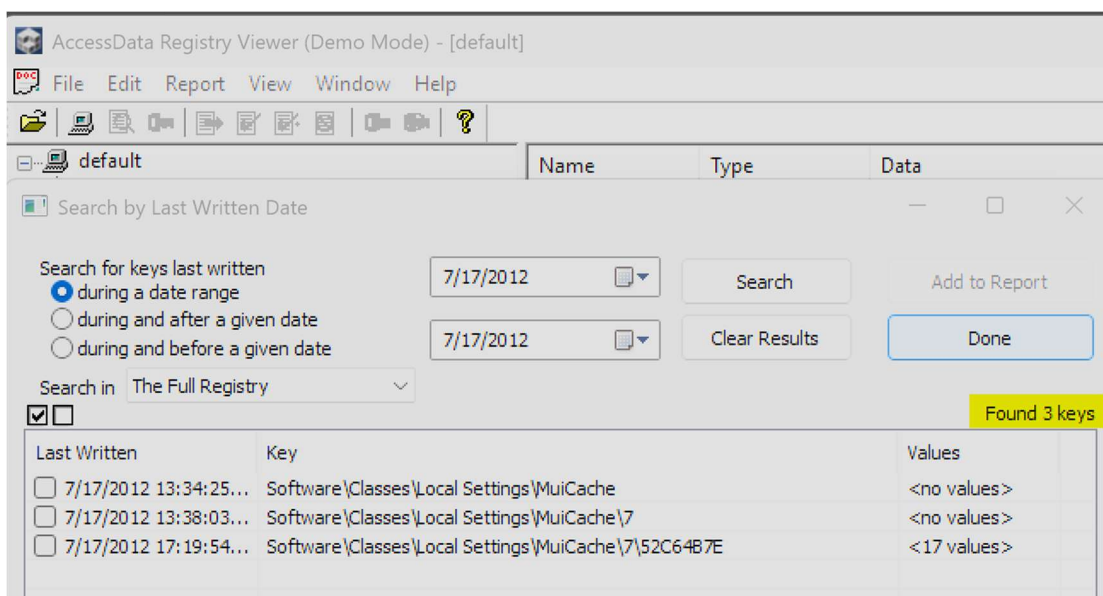 AccessData Registry Viewer (Demo Mode) - [default]
DOC File Edit Report View Window Help
default
Name Type Data
Search by Last Written Date
Search for keys last written
during a date range
during and after a given date
during and before a given date
7/17/2012
7/17/2012
Search
Add to Report
Clear Results
Done
Search in The Full Registry
Found 3 keys
Last Written Key Values
7/17/2012 13:34:25... Software\Classes\Local Settings\MuiCache <no values>
7/17/2012 13:38:03... Software\Classes\Local Settings\MuiCache\7 <no values>
7/17/2012 17:19:54... Software\Classes\Local Settings\MuiCache\7\52C64B7E <17 values>